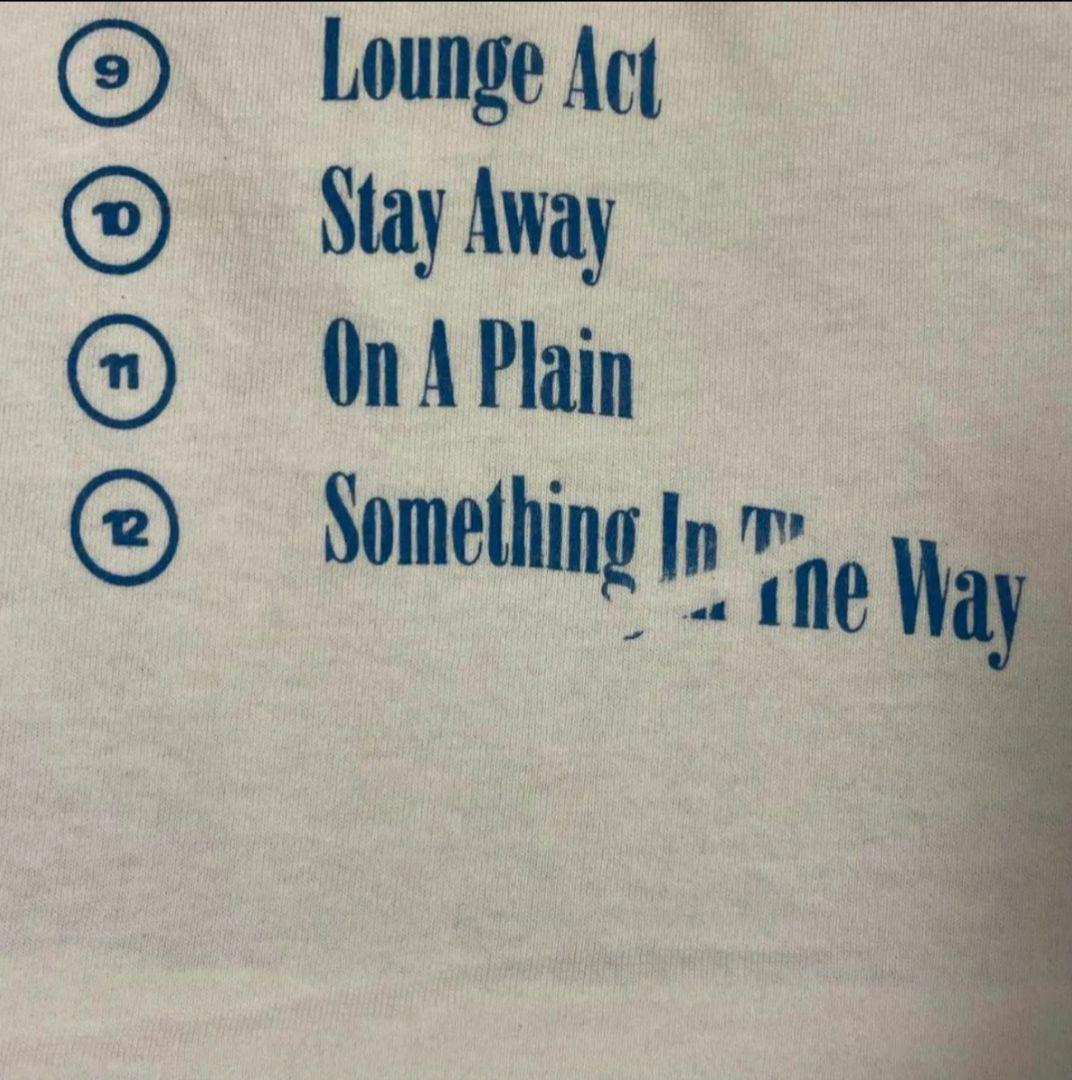 9 Lounge Act
10 Stay Away
11 On A Plain
12 Something In The Way